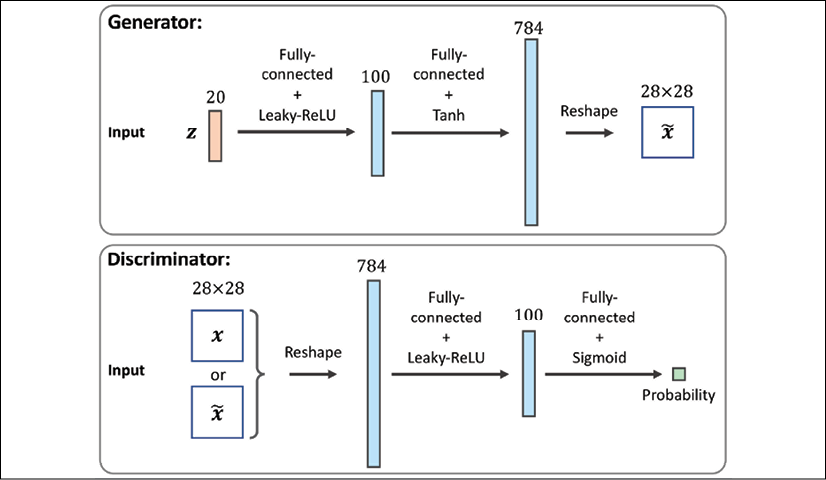 Generator:
Input
z
20
Fully-
connected
+
Leaky-ReLU
100
Fully-
connected
+
Tanh
784
Reshape
28×28
x̃
Discriminator:
Input
28×28
x
or
x̃
Reshape
784
Fully-
connected
+
Leaky-ReLU
100
Fully-
connected
+
Sigmoid
Probability